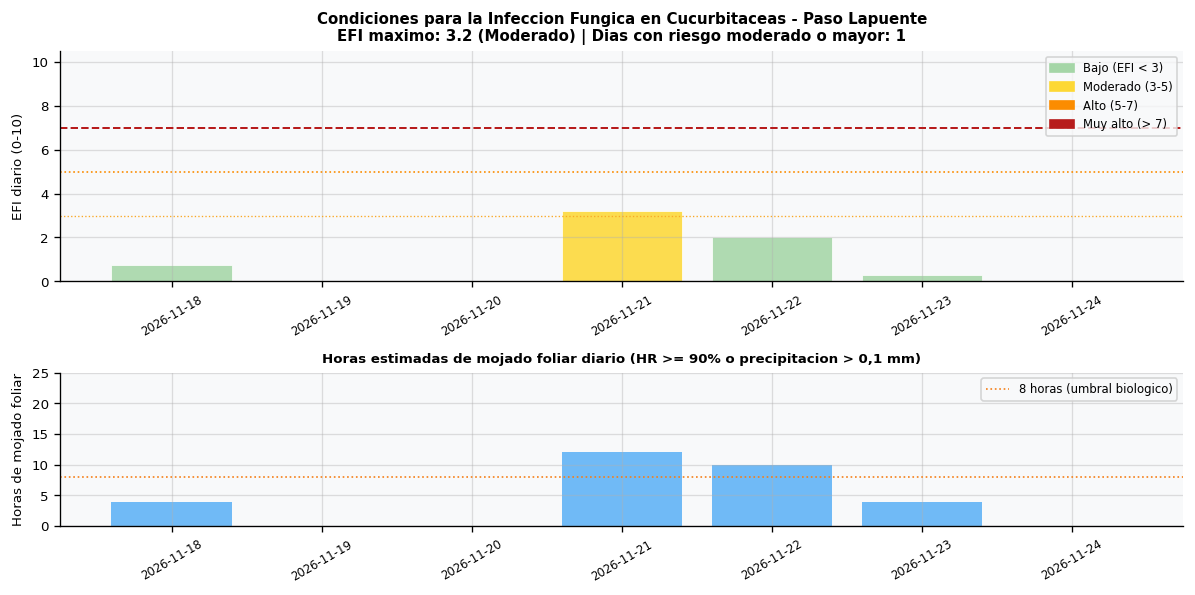 Condiciones para la Infeccion Fungica en Cucurbitaceas - Paso Lapuente
EFI maximo: 3.2 (Moderado) | Dias con riesgo moderado o mayor: 1
EFI diario (0-10)
10
8
6
4
2
0
Bajo (EFI < 3)
Moderado (3-5)
Alto (5-7)
Muy alto (> 7)
2026-11-18
2026-11-19
2026-11-20
2026-11-21
2026-11-22
2026-11-23
2026-11-24
Horas estimadas de mojado foliar diario (HR >= 90% o precipitacion > 0,1 mm)
Horas de mojado foliar
25
20
15
10
5
0
8 horas (umbral biologico)
2026-11-18
2026-11-19
2026-11-20
2026-11-21
2026-11-22
2026-11-23
2026-11-24